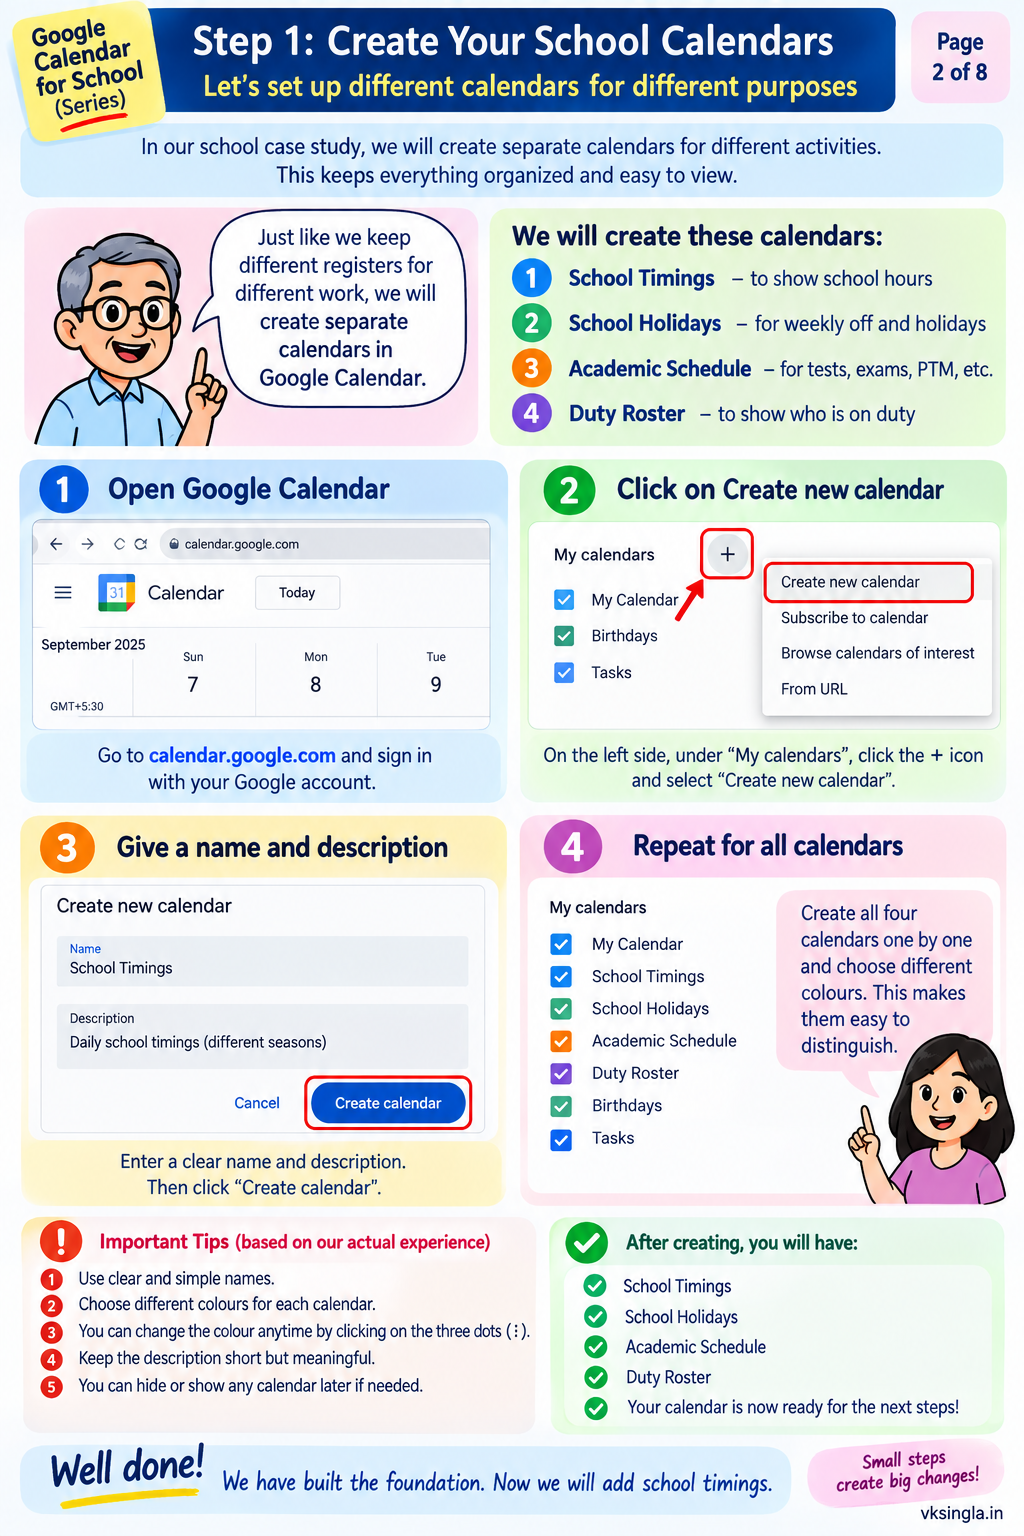 Google
Calendar
for School
(Series)
Step 1: Create Your School Calendars
Let's set up different calendars for different purposes
Page
2 of 8
In our school case study, we will create separate calendars for different activities.
This keeps everything organized and easy to view.
Just like we keep
different registers for
different work, we will
create separate
calendars in
Google Calendar.
We will create these calendars:
1 School Timings – to show school hours
2 School Holidays – for weekly off and holidays
3 Academic Schedule – for tests, exams, PTM, etc.
4 Duty Roster – to show who is on duty
1 Open Google Calendar
calendar.google.com
31 Calendar Today
September 2025
Sun Mon Tue
7 8 9
GMT+5:30
Go to calendar.google.com and sign in
with your Google account.
2 Click on Create new calendar
My calendars +
My Calendar
Birthdays
Tasks
Create new calendar
Subscribe to calendar
Browse calendars of interest
From URL
On the left side, under “My calendars”, click the + icon
and select “Create new calendar”.
3 Give a name and description
Create new calendar
Name
School Timings
Description
Daily school timings (different seasons)
Cancel Create calendar
Enter a clear name and description.
Then click “Create calendar”.
4 Repeat for all calendars
My calendars
My Calendar
School Timings
School Holidays
Academic Schedule
Duty Roster
Birthdays
Tasks
Create all four
calendars one by one
and choose different
colours. This makes
them easy to
distinguish.
! Important Tips (based on our actual experience)
1 Use clear and simple names.
2 Choose different colours for each calendar.
3 You can change the colour anytime by clicking on the three dots (⋮).
4 Keep the description short but meaningful.
5 You can hide or show any calendar later if needed.
After creating, you will have:
School Timings
School Holidays
Academic Schedule
Duty Roster
Your calendar is now ready for the next steps!
Well done!
We have built the foundation. Now we will add school timings.
Small steps
create big changes!
vksingla.in